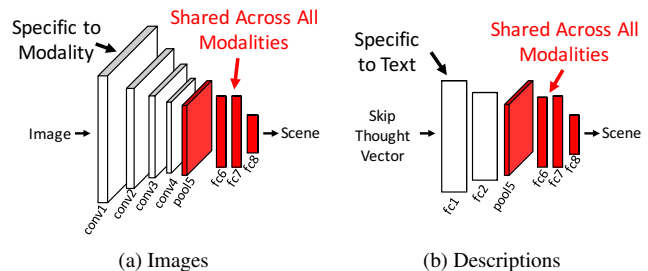 Specific to
Modality
Shared Across All
Modalities
Image
Scene
conv1
conv2
conv3
conv4
pool5
fc6
fc7
fc8
(a) Images
Specific
to Text
Shared Across All
Modalities
Skip
Thought
Vector
Scene
fc1
fc2
pool5
fc6
fc7
fc8
(b) Descriptions